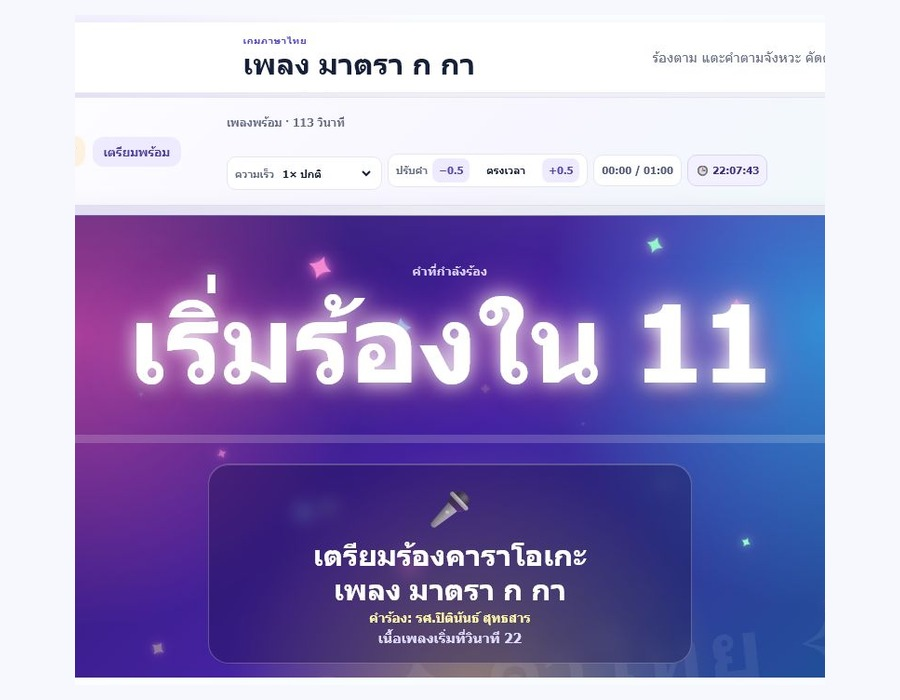 เกมภาษาไทย
เพลง มาตรา ก กา
ร้องตาม แตะคำตามจังหวะ
เพลงพร้อม · 113 วินาที
เตรียมพร้อม
ความเร็ว 1× ปกติ
ปรับคำ −0.5 ตรงเวลา +0.5
00:00 / 01:00
22:07:43
คำที่กำลังร้อง
เริ่มร้องใน 11
เตรียมร้องคาราโอเกะ
เพลง มาตรา ก กา
คำร้อง: รศ.ปิตินันธ์ สุทธสาร
เนื้อเพลงเริ่มที่วินาที 22